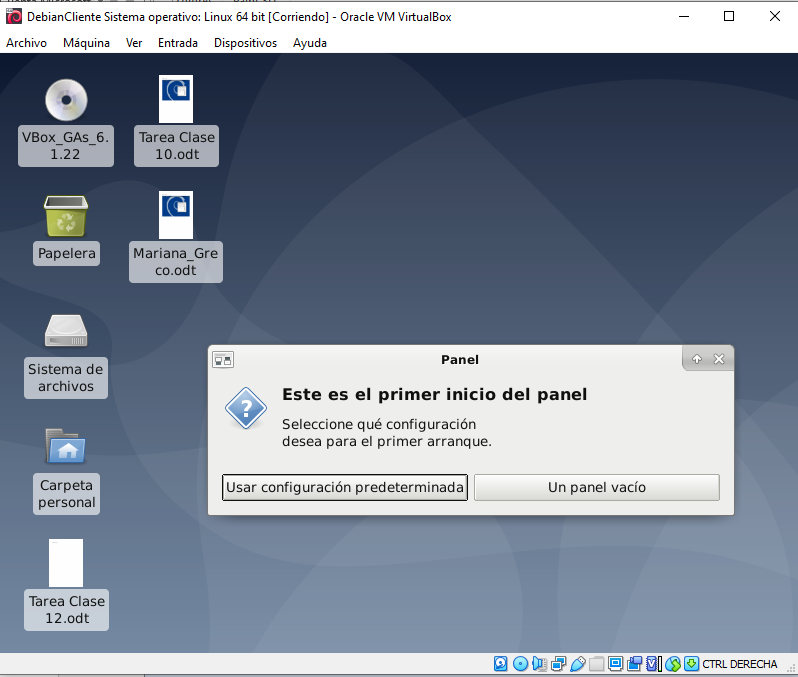 DebianCliente Sistema operativo: Linux 64 bit [Corriendo] - Oracle VM VirtualBox
Archivo Máquina Ver Entrada Dispositivos Ayuda
VBox_GAs_6.
1.22
Tarea Clase
10.odt
Papelera
Mariana_Gre
co.odt
Sistema de
archivos
Carpeta
personal
Tarea Clase
12.odt
Panel
Este es el primer inicio del panel
Seleccione qué configuración
desea para el primer arranque.
Usar configuración predeterminada
Un panel vacío
CTRL DERECHA